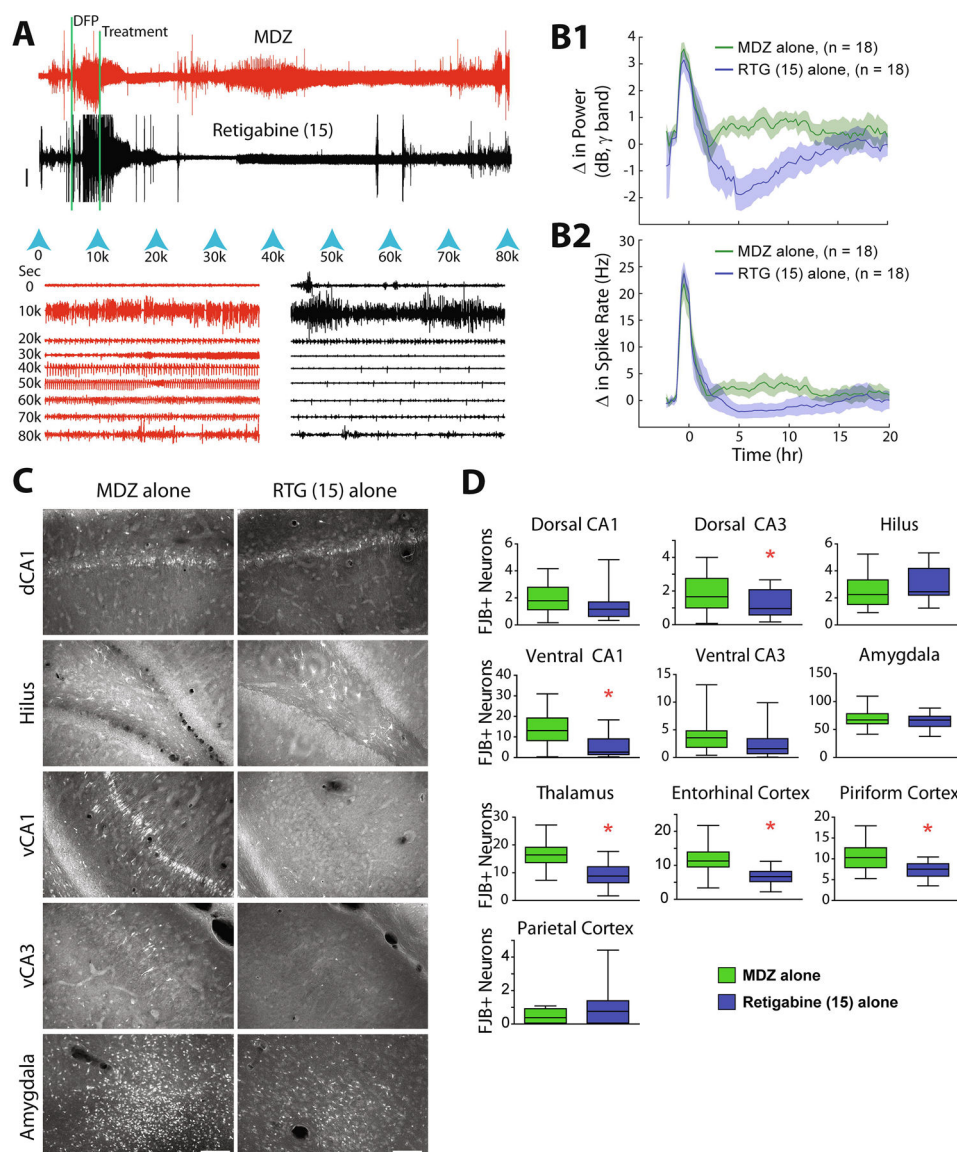 A
DFP
Treatment
MDZ
Retigabine (15)
0 10k 20k 30k 40k 50k 60k 70k 80k
Sec
0
10k
20k
30k
40k
50k
60k
70k
80k
B1
MDZ alone, (n = 18)
RTG (15) alone, (n = 18)
Δ in Power
(dB, γ band)
4
3
2
1
0
-1
-2
B2
MDZ alone, (n = 18)
RTG (15) alone, (n = 18)
Δ in Spike Rate (Hz)
30
25
20
15
10
5
0
0 5 10 15 20
Time (hr)
C
MDZ alone
RTG (15) alone
dCA1
Hilus
vCA1
vCA3
Amygdala
D
Dorsal CA1
Dorsal CA3
Hilus
FJB+ Neurons
6
4
2
0
*
6
4
2
0
6
4
2
0
Ventral CA1
Ventral CA3
Amygdala
FJB+ Neurons
40
30
20
10
0
*
15
10
5
0
150
100
50
0
Thalamus
Entorhinal Cortex
Piriform Cortex
FJB+ Neurons
30
20
10
0
*
20
10
0
*
20
15
10
5
0
*
Parietal Cortex
FJB+ Neurons
6
4
2
0
MDZ alone
Retigabine (15) alone